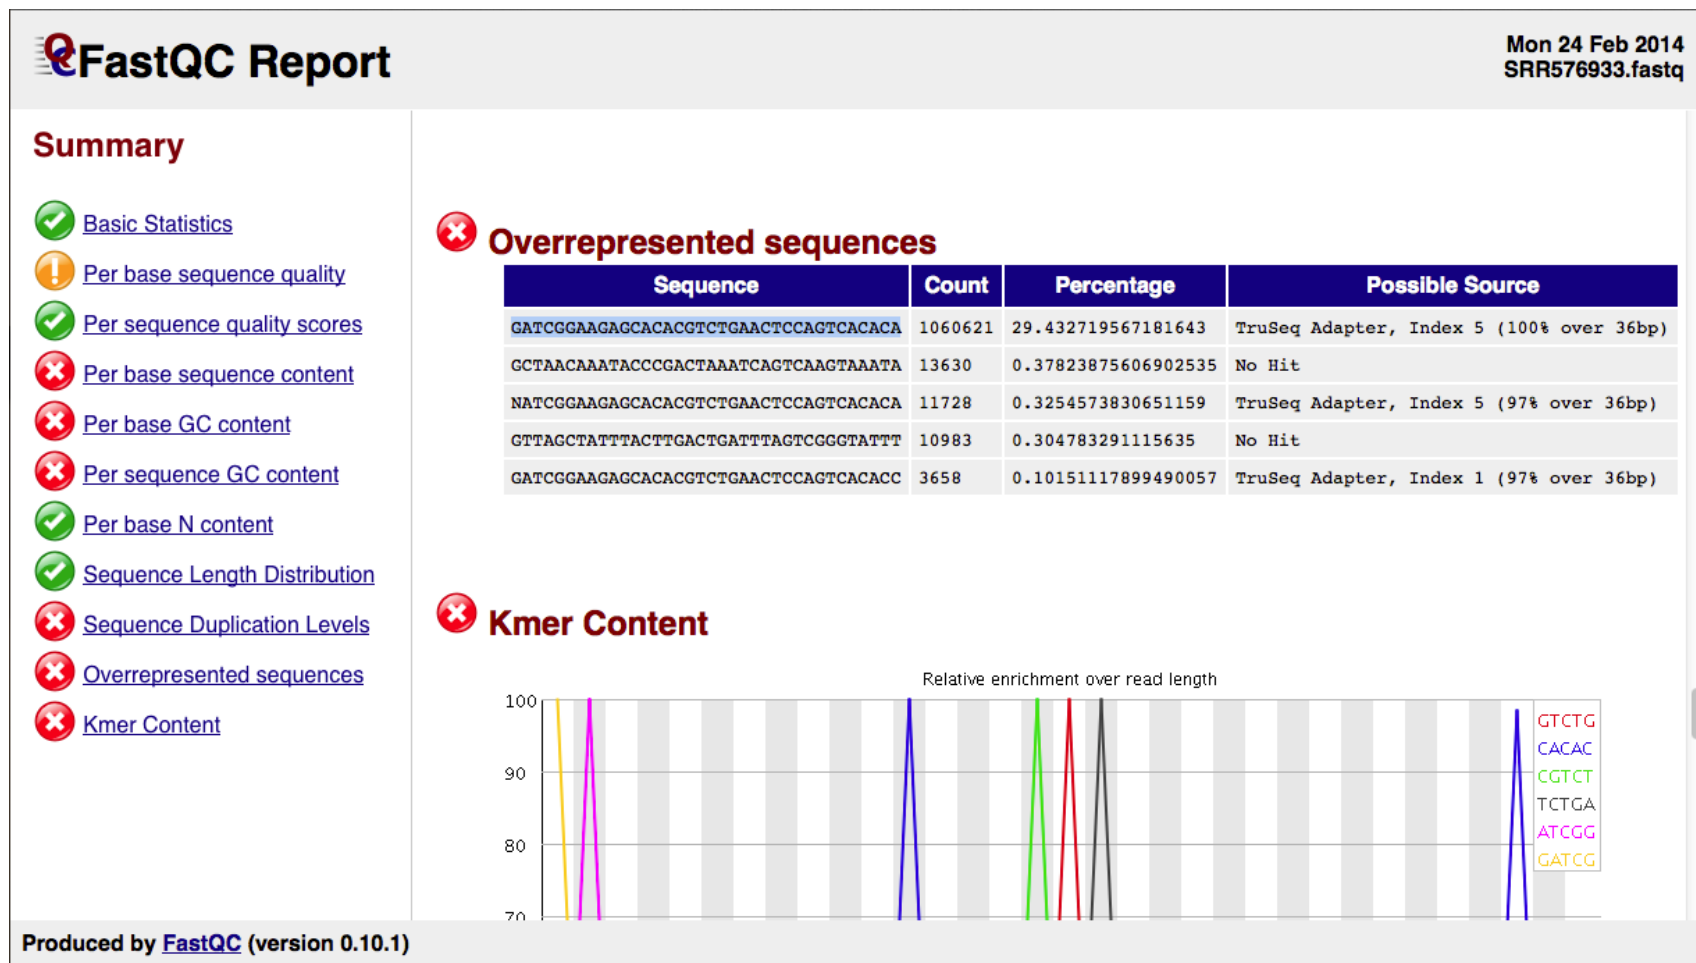 FastQC Report
Mon 24 Feb 2014
SRR576933.fastq
Summary
Basic Statistics
Per base sequence quality
Per sequence quality scores
Per base sequence content
Per base GC content
Per sequence GC content
Per base N content
Sequence Length Distribution
Sequence Duplication Levels
Overrepresented sequences
Kmer Content
Overrepresented sequences
Sequence Count Percentage Possible Source
GATCGGAAGAGCACACGTCTGAACTCCAGTCACACA 1060621 29.432719567181643 TruSeq Adapter, Index 5 (100% over 36bp)
GCTAACAAATACCCGACTAAATCAGTCAAGTAAATA 13630 0.37823875606902535 No Hit
NATCGGAAGAGCACACGTCTGAACTCCAGTCACACA 11728 0.3254573830651159 TruSeq Adapter, Index 5 (97% over 36bp)
GTTAGCTATTTACTTGACTGATTTAGTCGGGTATTT 10983 0.304783291115635 No Hit
GATCGGAAGAGCACACGTCTGAACTCCAGTCACACC 3658 0.10151117899490057 TruSeq Adapter, Index 1 (97% over 36bp)
Kmer Content
Relative enrichment over read length
100
90
80
70
GTCTG
CACAC
CGTCT
TCTGA
ATCGG
GATCG
Produced by FastQC (version 0.10.1)